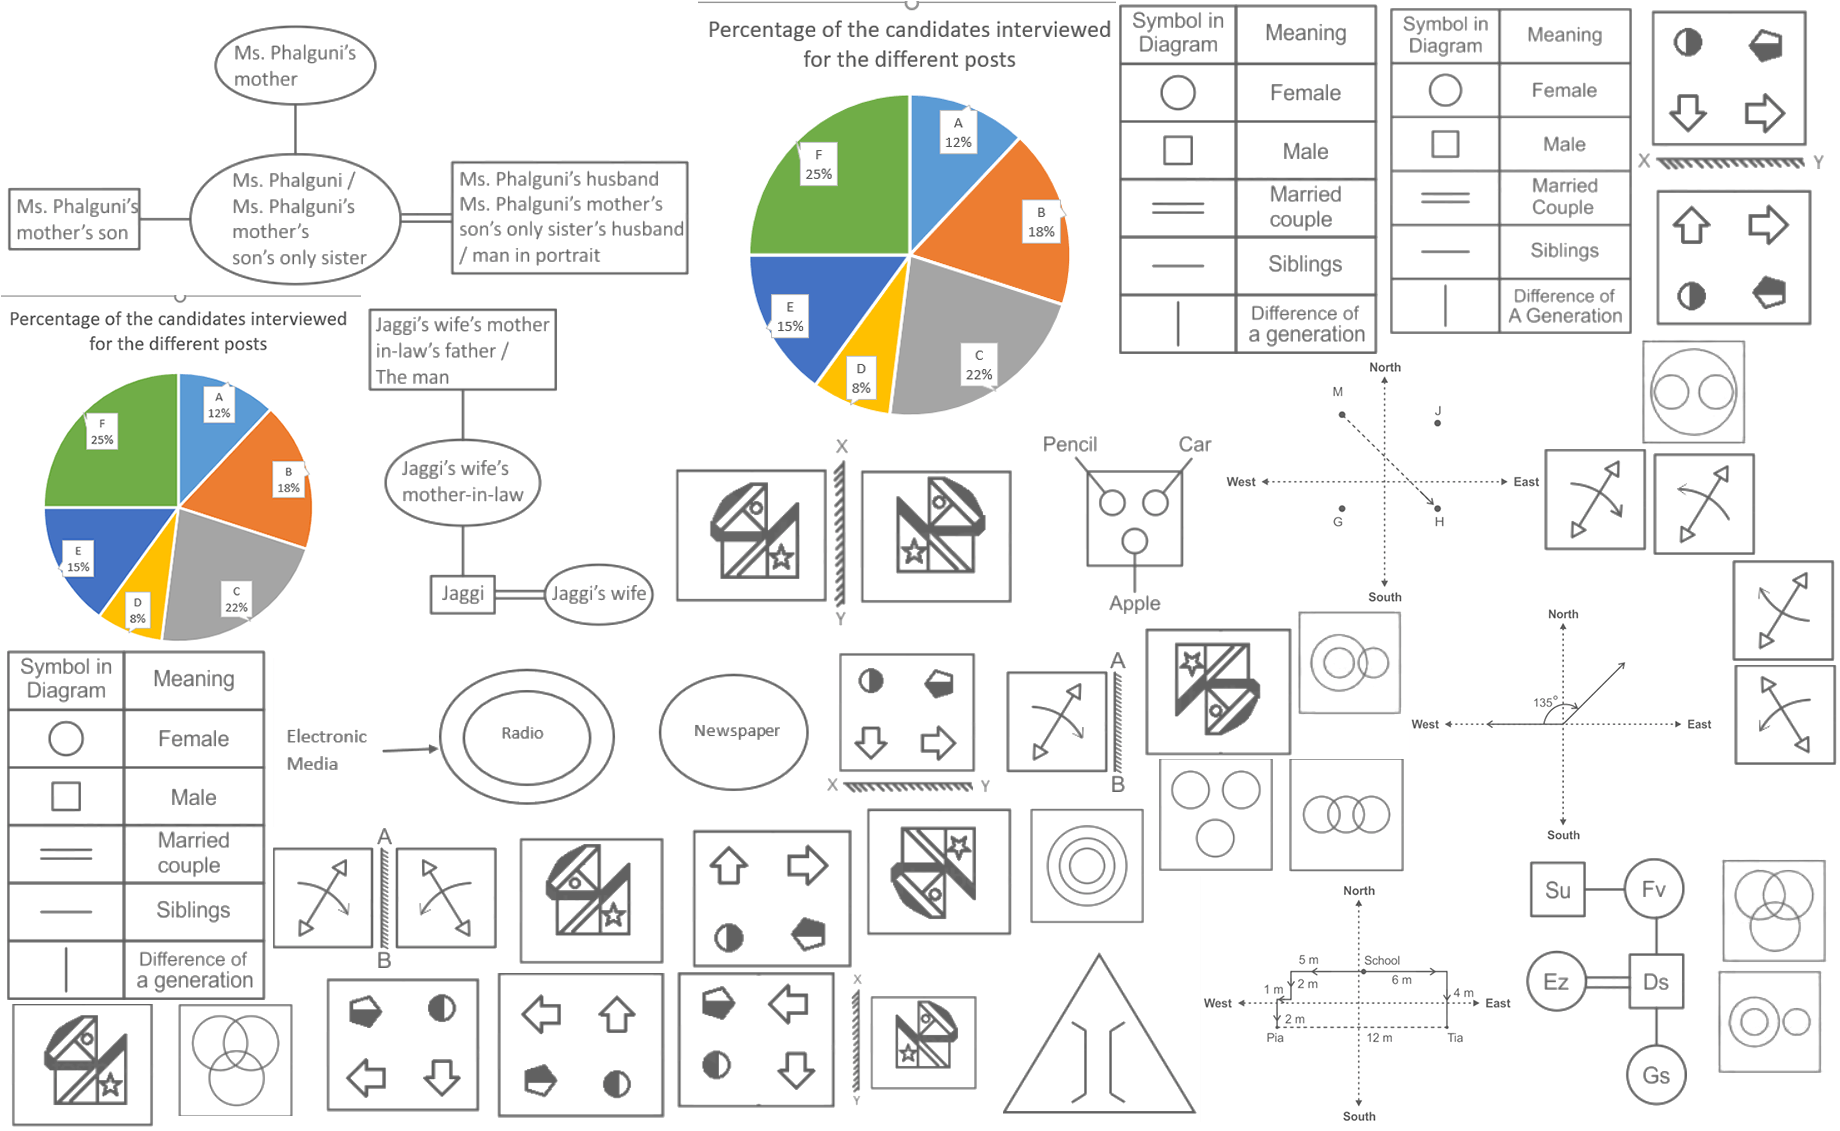 Ms. Phalguni's
mother
Ms. Phalguni's
mother's son
Ms. Phalguni /
Ms. Phalguni's
mother's
son's only sister
Ms. Phalguni's husband
Ms. Phalguni's mother's
son's only sister's husband
/ man in portrait
Percentage of the candidates interviewed
for the different posts
A
12%
B
18%
C
22%
D
8%
E
15%
F
25%
Symbol in
Diagram
Meaning
Female
Male
Married
couple
Siblings
Difference of
a generation
Symbol in
Diagram
Meaning
Female
Male
Married
Couple
Siblings
Difference of
A Generation
X
Y
Percentage of the candidates interviewed
for the different posts
A
12%
B
18%
C
22%
D
8%
E
15%
F
25%
Jaggi's wife's mother
in-law's father /
The man
Jaggi's wife's
mother-in-law
Jaggi
Jaggi's wife
X
Y
Pencil
Car
Apple
North
M
J
West
East
G
H
South
Symbol in
Diagram
Meaning
Female
Male
Married
couple
Siblings
Difference of
a generation
Electronic
Media
Radio
Newspaper
X
Y
A
B
North
135°
West
East
South
A
B
X
Y
North
5 m
School
6 m
2 m
1 m
4 m
West
East
2 m
Pia
12 m
Tia
South
Su
Fv
Ez
Ds
Gs